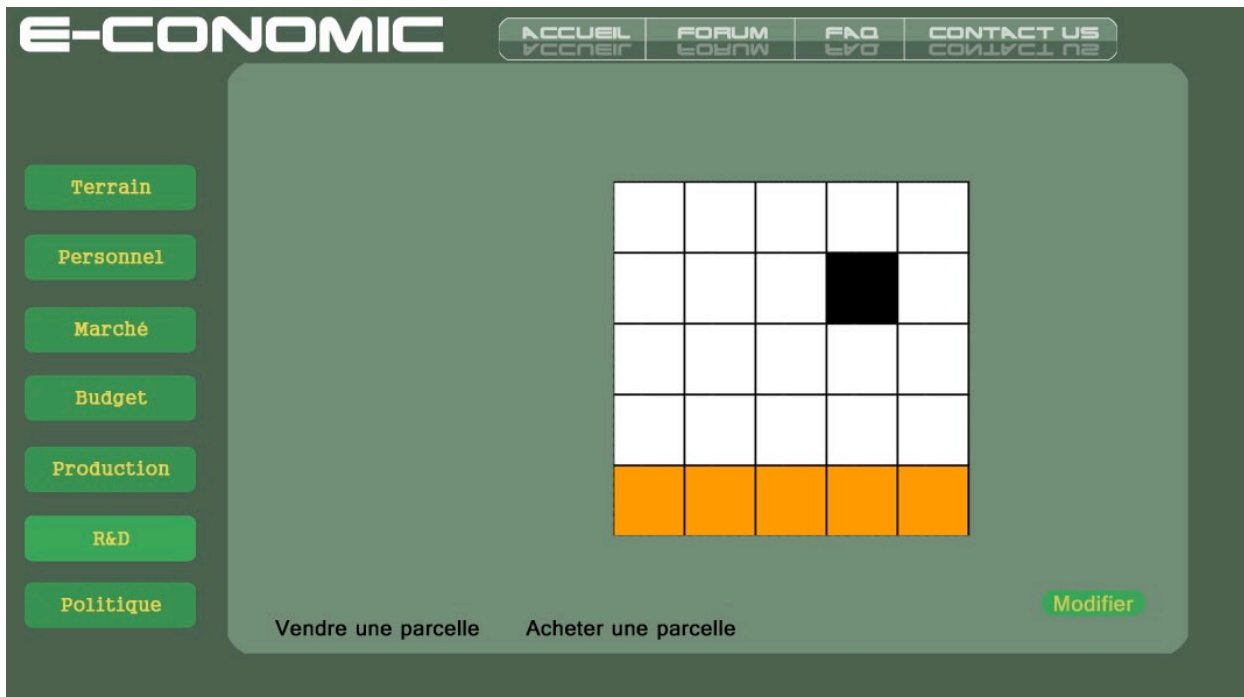 E-CONOMIC
ACCUEIL FORUM FAQ CONTACT US
Terrain
Personnel
Marché
Budget
Production
R&D
Politique
Modifier
Vendre une parcelle Acheter une parcelle